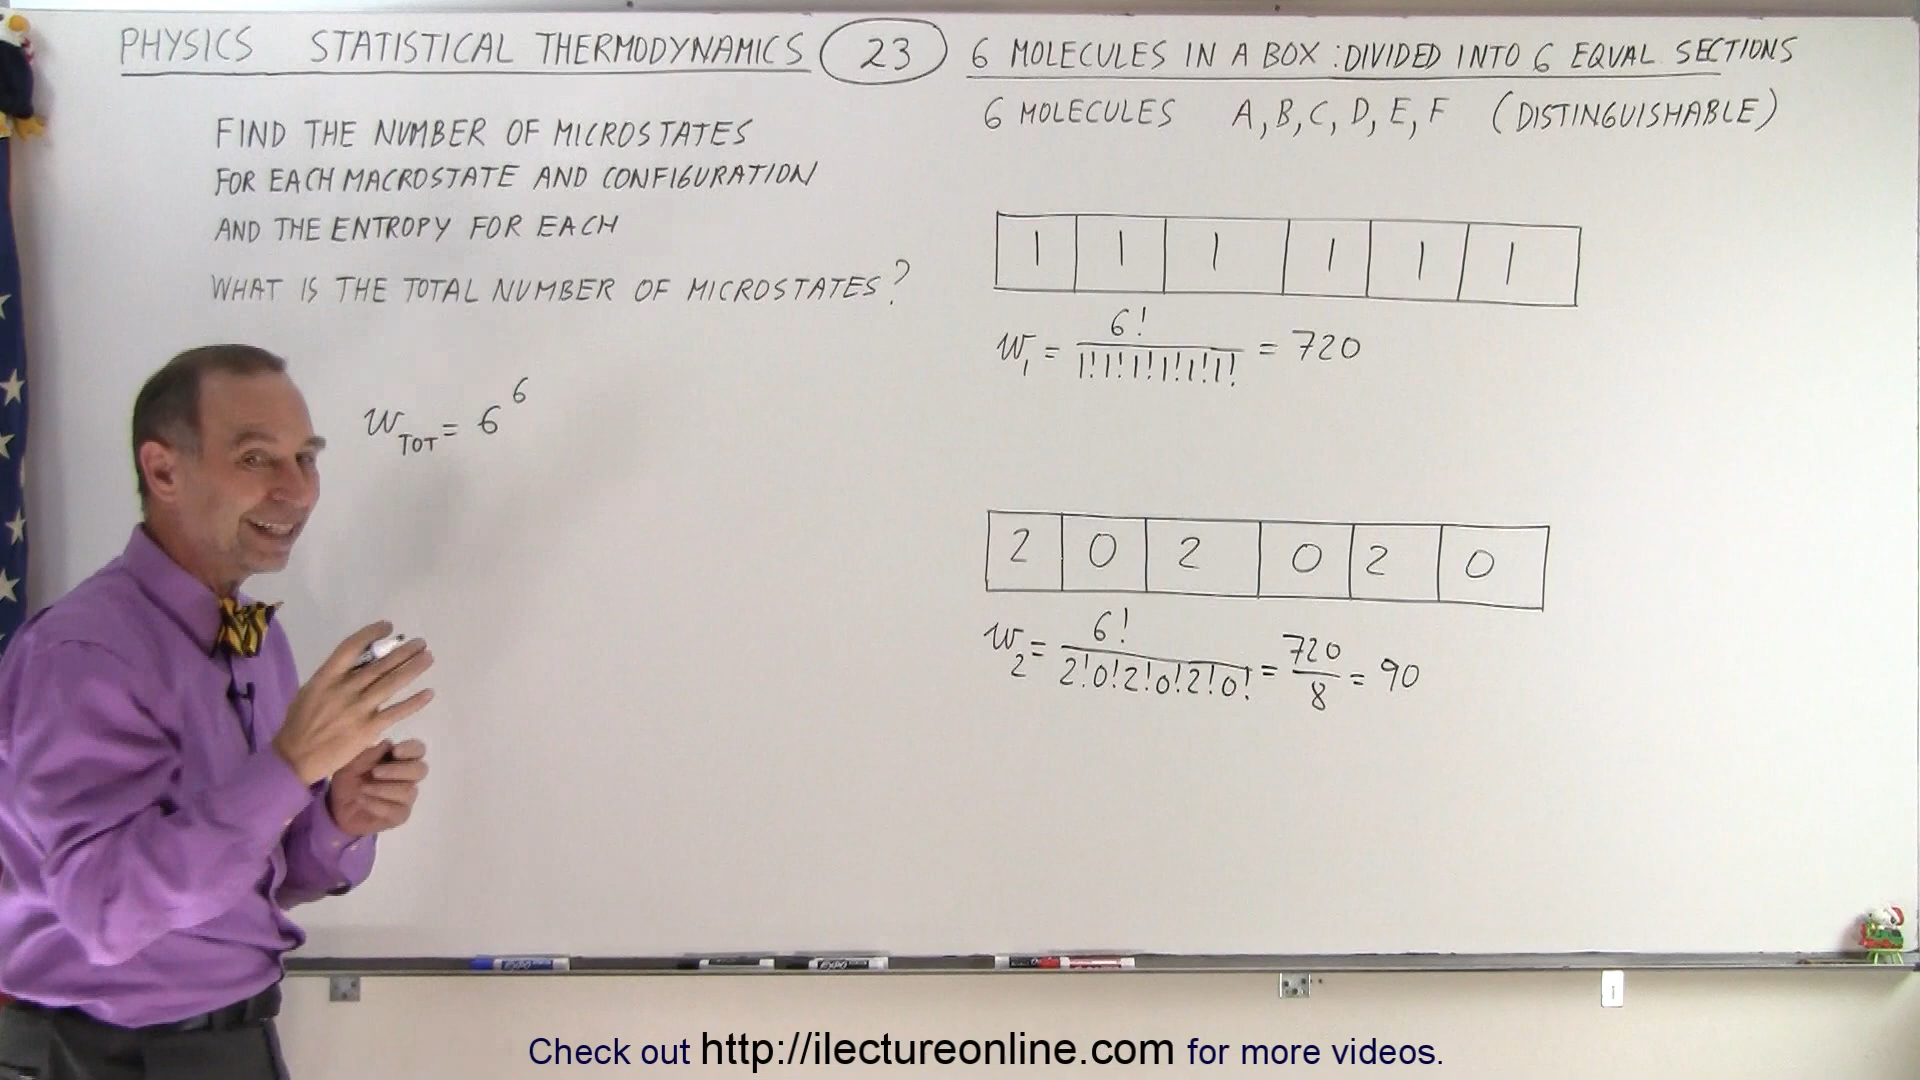 PHYSICS STATISTICAL THERMODYNAMICS 23 6 MOLECULES IN A BOX : DIVIDED INTO 6 EQUAL SECTIONS
FIND THE NUMBER OF MICROSTATES
FOR EACH MACROSTATE AND CONFIGURATION
AND THE ENTROPY FOR EACH
WHAT IS THE TOTAL NUMBER OF MICROSTATES?
W_TOT = 6^6
6 MOLECULES A, B, C, D, E, F (DISTINGUISHABLE)
1 1 1 1 1 1
W_1 = 6! / 1!1!1!1!1!1! = 720
2 0 2 0 2 0
W_2 = 6! / 2!0!2!0!2!0! = 720 / 8 = 90
Check out http://ilectureonline.com for more videos.